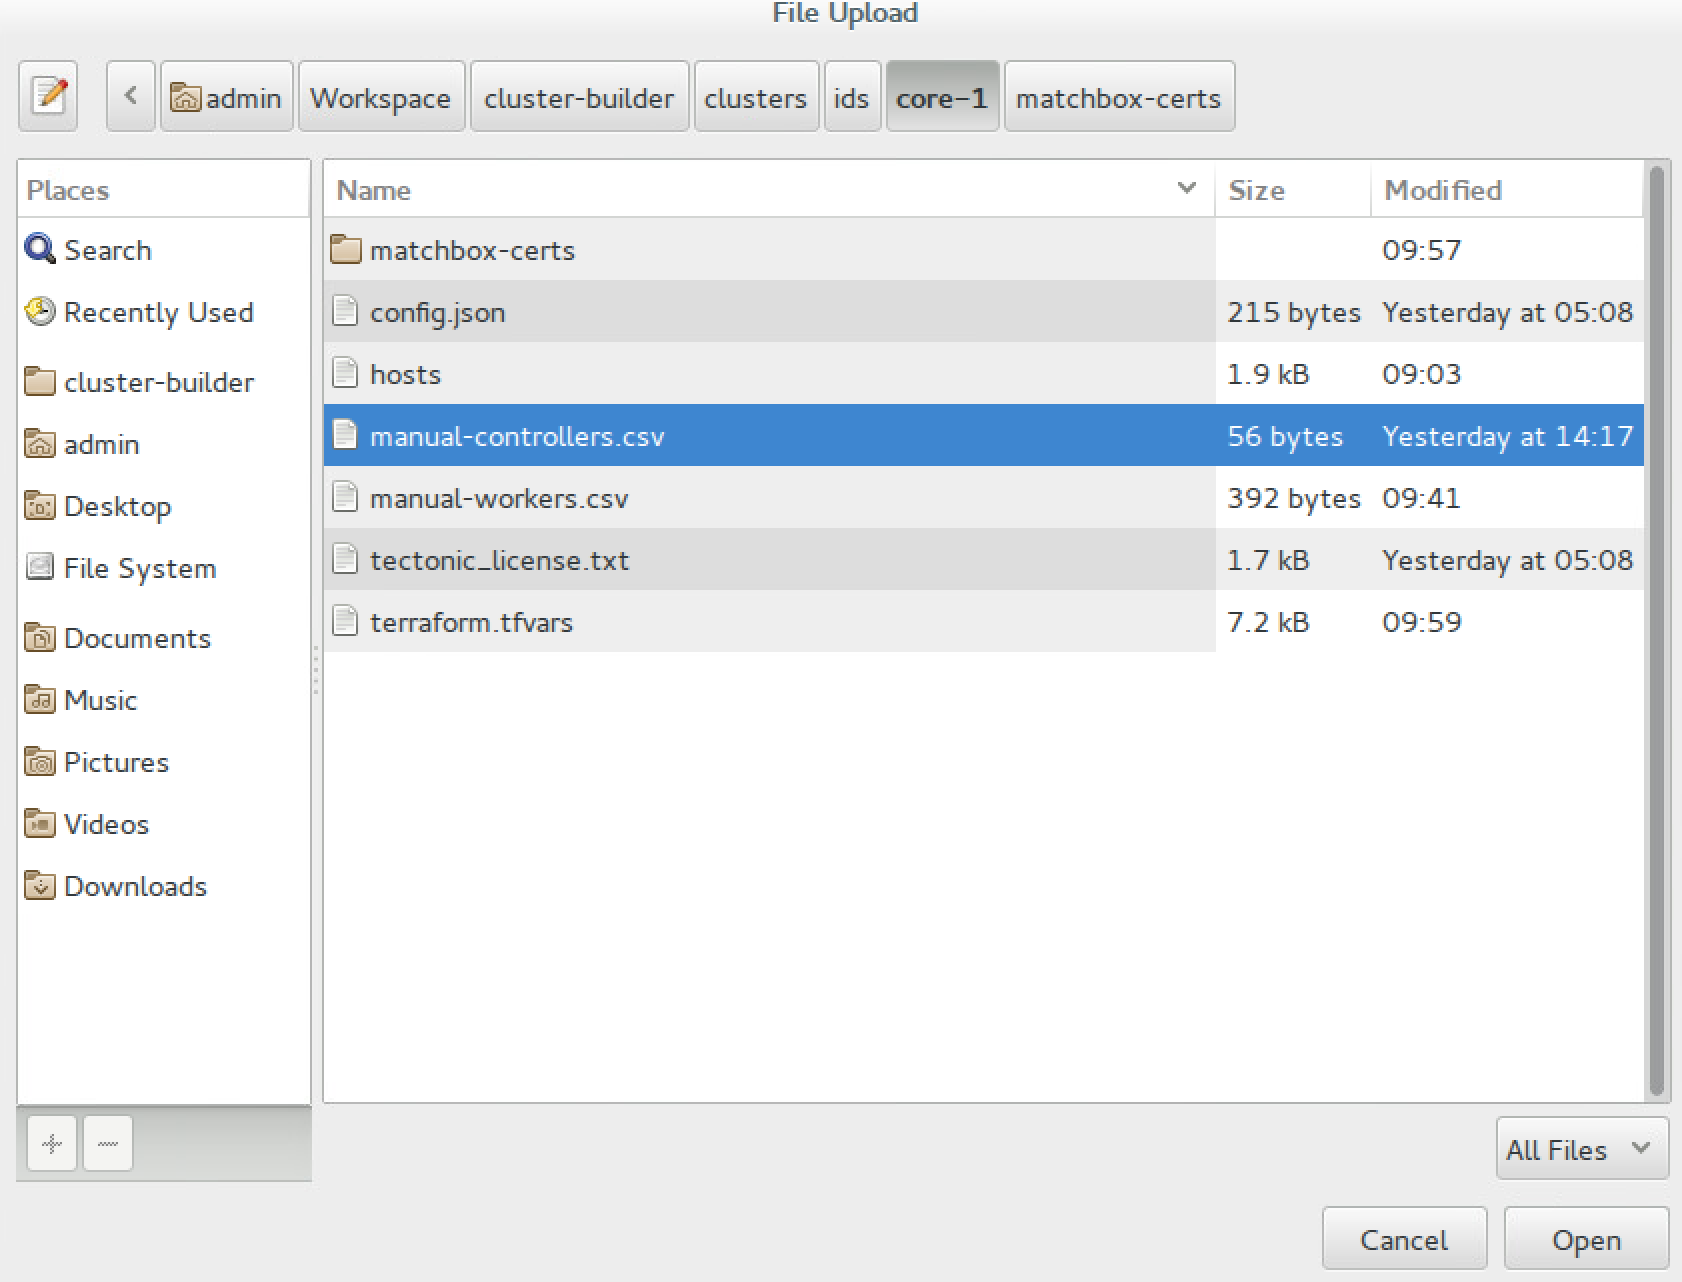 File Upload
admin Workspace cluster-builder clusters ids core-1 matchbox-certs
Places
Search
Recently Used
cluster-builder
admin
Desktop
File System
Documents
Music
Pictures
Videos
Downloads
Name Size Modified
matchbox-certs 09:57
config.json 215 bytes Yesterday at 05:08
hosts 1.9 kB 09:03
manual-controllers.csv 56 bytes Yesterday at 14:17
manual-workers.csv 392 bytes 09:41
tectonic_license.txt 1.7 kB Yesterday at 05:08
terraform.tfvars 7.2 kB 09:59
All Files
Cancel Open